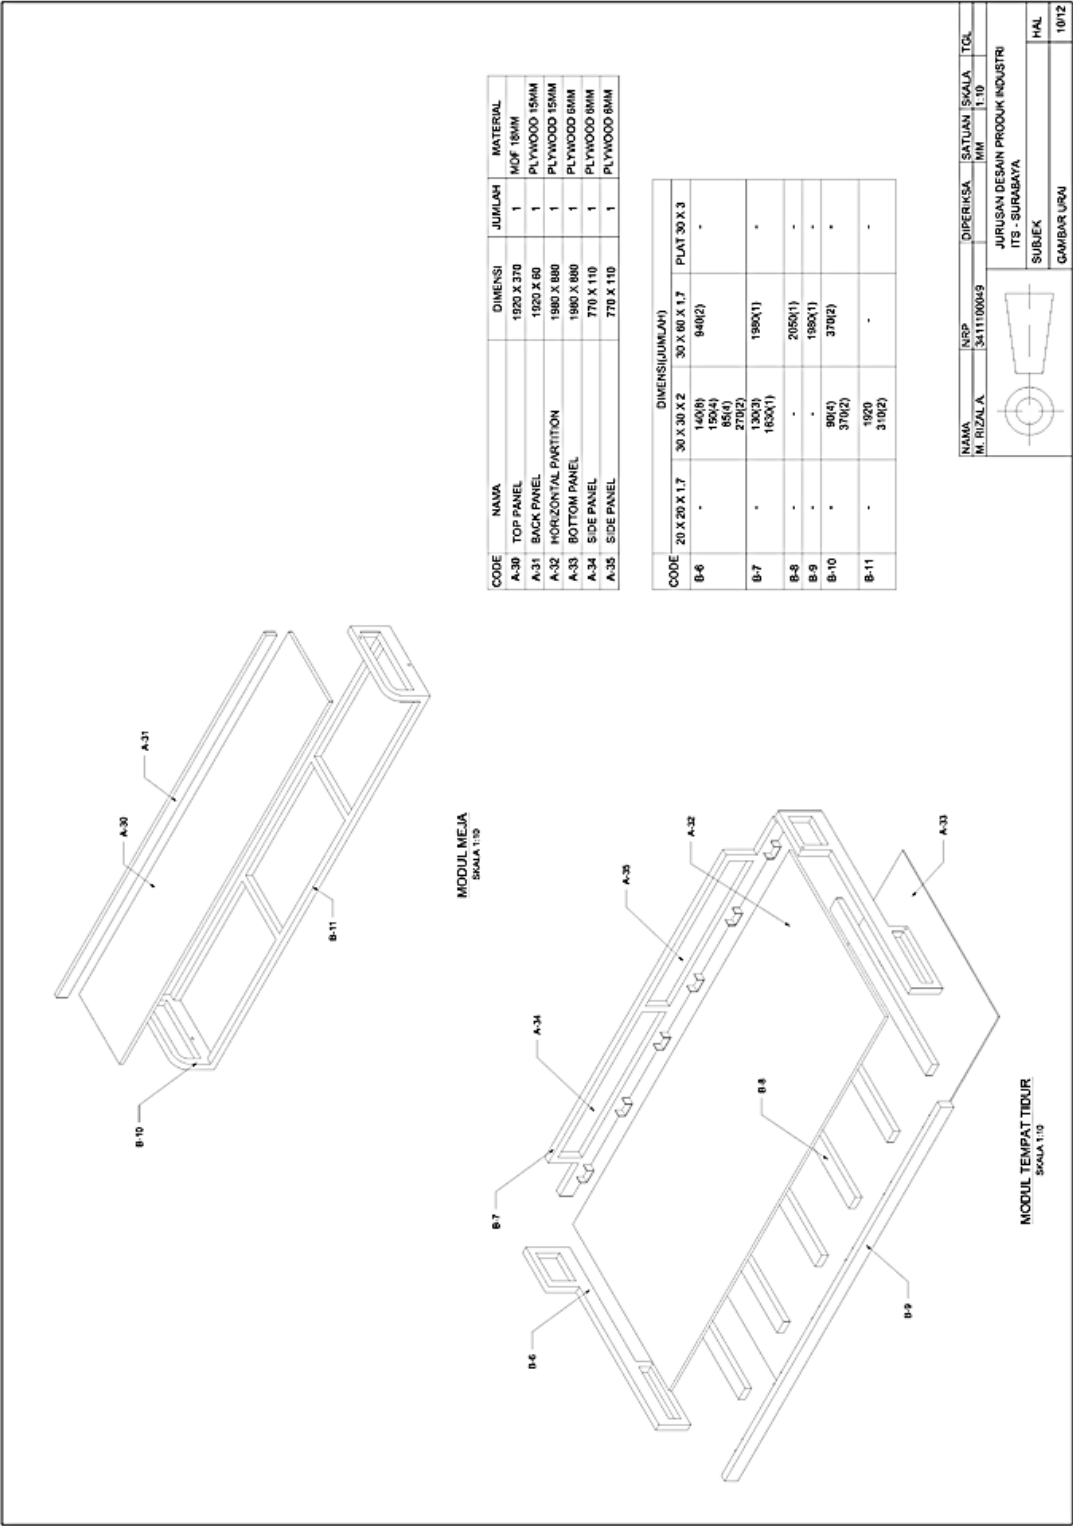 A-31
A-30
B-11
B-10
MODUL MEJA
SKALA 1:10
A-32
A-33
A-35
A-34
B-8
B-7
B-6
B-9
MODUL TEMPAT TIDUR
SKALA 1:10
CODE NAMA DIMENSI JUMLAH MATERIAL
A-30 TOP PANEL 1920 X 370 1 MDF 18MM
A-31 BACK PANEL 1920 X 60 1 PLYWOOD 15MM
A-32 HORIZONTAL PARTITION 1980 X 880 1 PLYWOOD 15MM
A-33 BOTTOM PANEL 1980 X 880 1 PLYWOOD 6MM
A-34 SIDE PANEL 770 X 110 1 PLYWOOD 6MM
A-35 SIDE PANEL 770 X 110 1 PLYWOOD 6MM
CODE DIMENSI(JUMLAH)
20 X 20 X 1,7 30 X 30 X 2 30 X 60 X 1,7 PLAT 30 X 3
B-6 - 140(8) 940(2) -
150(4)
85(4)
270(2)
B-7 - 130(3) 1980(1) -
1630(1)
B-8 - - 2050(1) -
B-9 - - 1980(1) -
B-10 - 90(4) 370(2) -
370(2)
B-11 - 1920 - -
310(2)
NAMA NRP DIPERIKSA SATUAN SKALA TGL
M. RIZAL A. 3411100049 MM 1:10
JURUSAN DESAIN PRODUK INDUSTRI
ITS - SURABAYA
SUBJEK HAL
GAMBAR URAI 10/12